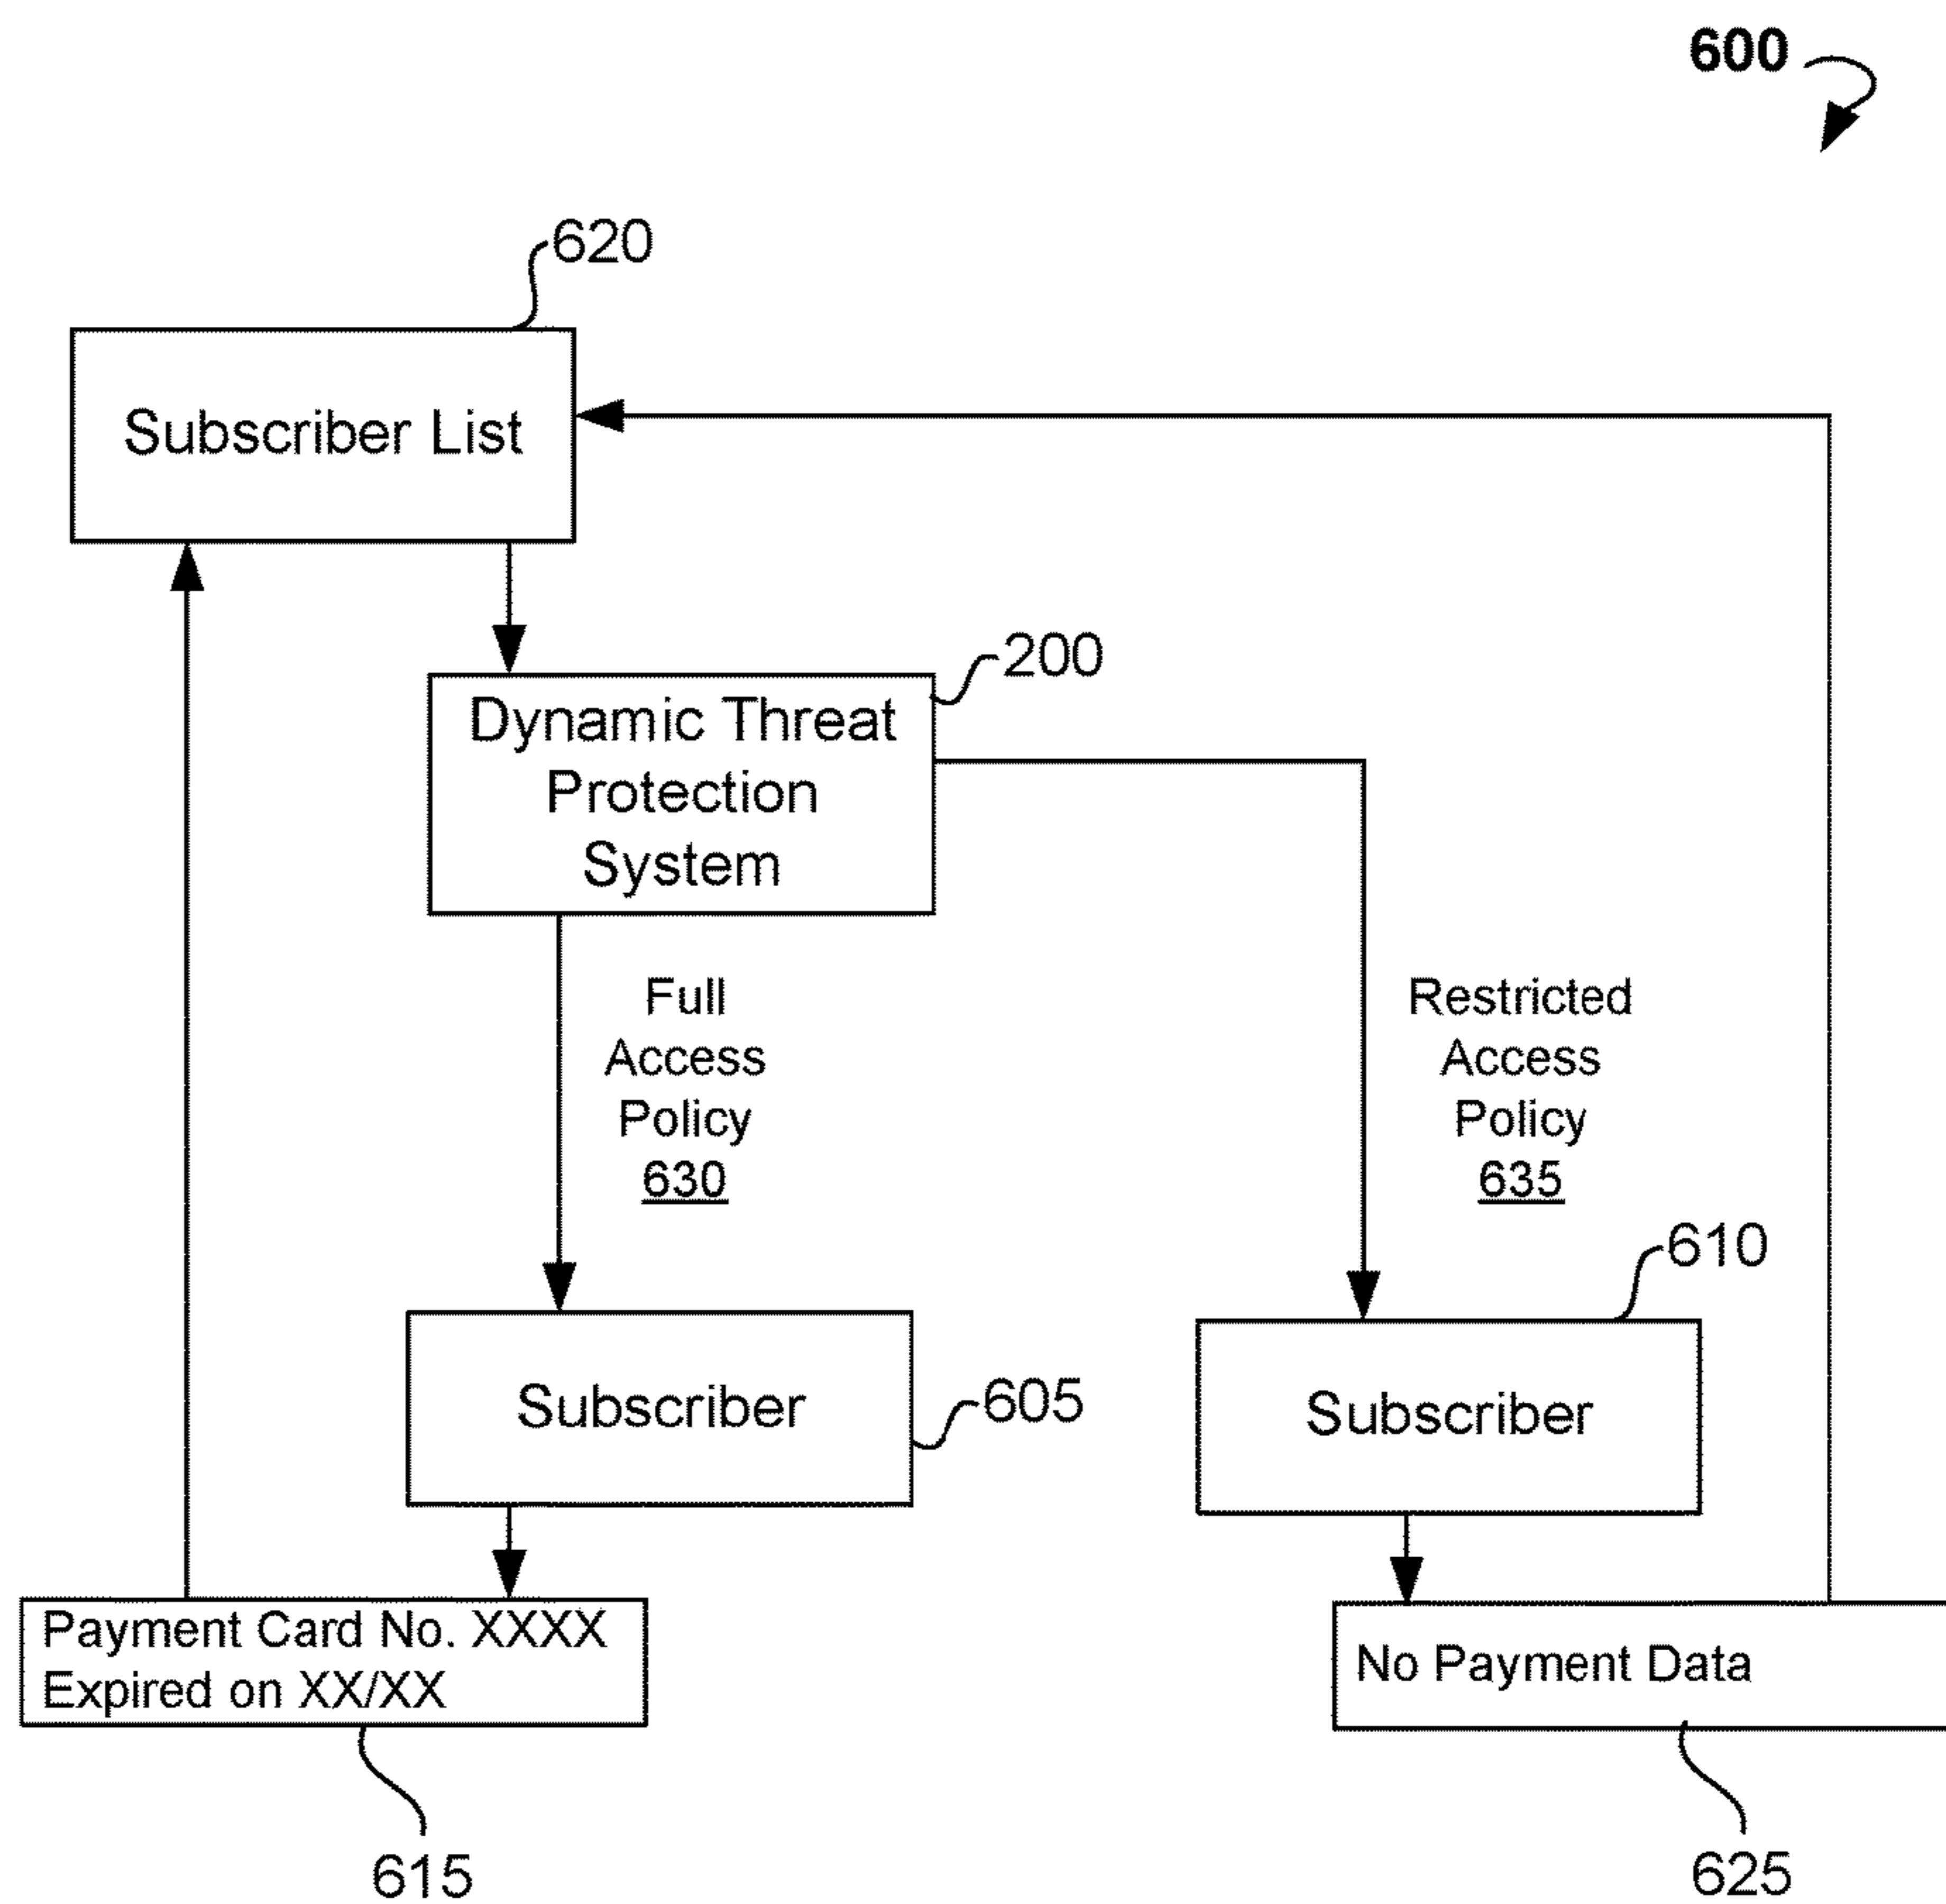 600
620
Subscriber List
200
Dynamic Threat
Protection
System
Full
Access
Policy
630
Restricted
Access
Policy
635
610
Subscriber
605
Subscriber
Payment Card No. XXXX
Expired on XX/XX
No Payment Data
615
625